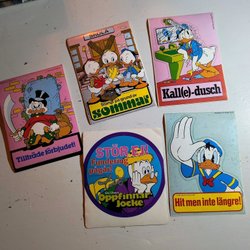 sommar
Kall(e)-dusch
Tillträde förbjudet!
STÖR EJ
Oppfinnar
Jocke
Hit men inte längre!